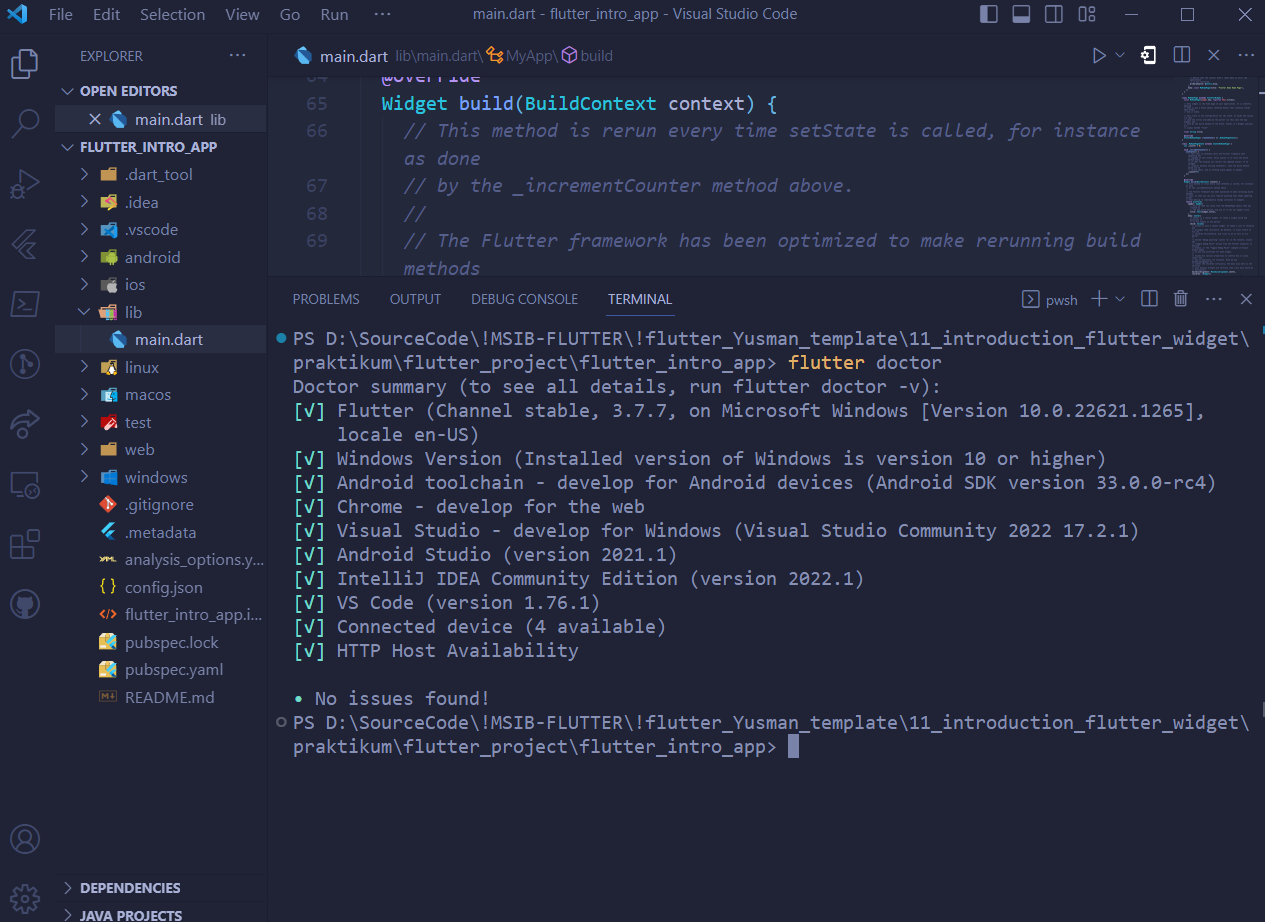 File Edit Selection View Go Run ··· main.dart - flutter_intro_app - Visual Studio Code
EXPLORER ···
OPEN EDITORS
main.dart lib
FLUTTER_INTRO_APP
.dart_tool
.idea
.vscode
android
ios
lib
main.dart
linux
macos
test
web
windows
.gitignore
.metadata
analysis_options.y...
config.json
flutter_intro_app.i...
pubspec.lock
pubspec.yaml
README.md
DEPENDENCIES
JAVA PROJECTS
main.dart lib\main.dart\ MyApp\ build
64 @override
65 Widget build(BuildContext context) {
66 // This method is rerun every time setState is called, for instance
as done
67 // by the _incrementCounter method above.
68 //
69 // The Flutter framework has been optimized to make rerunning build
methods
PROBLEMS OUTPUT DEBUG CONSOLE TERMINAL pwsh
PS D:\SourceCode\!MSIB-FLUTTER\!flutter_Yusman_template\11_introduction_flutter_widget\
praktikum\flutter_project\flutter_intro_app> flutter doctor
Doctor summary (to see all details, run flutter doctor -v):
[√] Flutter (Channel stable, 3.7.7, on Microsoft Windows [Version 10.0.22621.1265],
locale en-US)
[√] Windows Version (Installed version of Windows is version 10 or higher)
[√] Android toolchain - develop for Android devices (Android SDK version 33.0.0-rc4)
[√] Chrome - develop for the web
[√] Visual Studio - develop for Windows (Visual Studio Community 2022 17.2.1)
[√] Android Studio (version 2021.1)
[√] IntelliJ IDEA Community Edition (version 2022.1)
[√] VS Code (version 1.76.1)
[√] Connected device (4 available)
[√] HTTP Host Availability
• No issues found!
PS D:\SourceCode\!MSIB-FLUTTER\!flutter_Yusman_template\11_introduction_flutter_widget\
praktikum\flutter_project\flutter_intro_app>